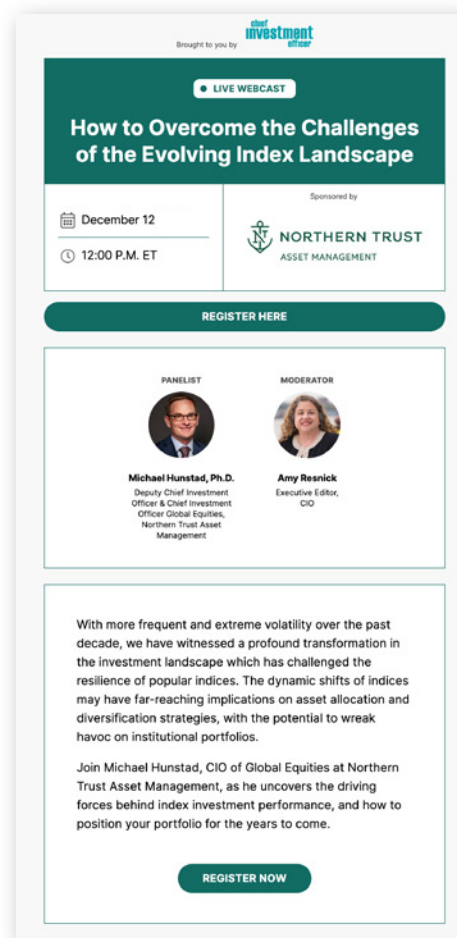 Brought to you by
chief
investment
officer
LIVE WEBCAST
How to Overcome the Challenges
of the Evolving Index Landscape
December 12
12:00 P.M. ET
Sponsored by
NORTHERN TRUST
ASSET MANAGEMENT
REGISTER HERE
PANELIST
Michael Hunstad, Ph.D.
Deputy Chief Investment
Officer & Chief Investment
Officer Global Equities,
Northern Trust Asset
Management
MODERATOR
Amy Resnick
Executive Editor,
CIO
With more frequent and extreme volatility over the past
decade, we have witnessed a profound transformation in
the investment landscape which has challenged the
resilience of popular indices. The dynamic shifts of indices
may have far-reaching implications on asset allocation and
diversification strategies, with the potential to wreak
havoc on institutional portfolios.
Join Michael Hunstad, CIO of Global Equities at Northern
Trust Asset Management, as he uncovers the driving
forces behind index investment performance, and how to
position your portfolio for the years to come.
REGISTER NOW